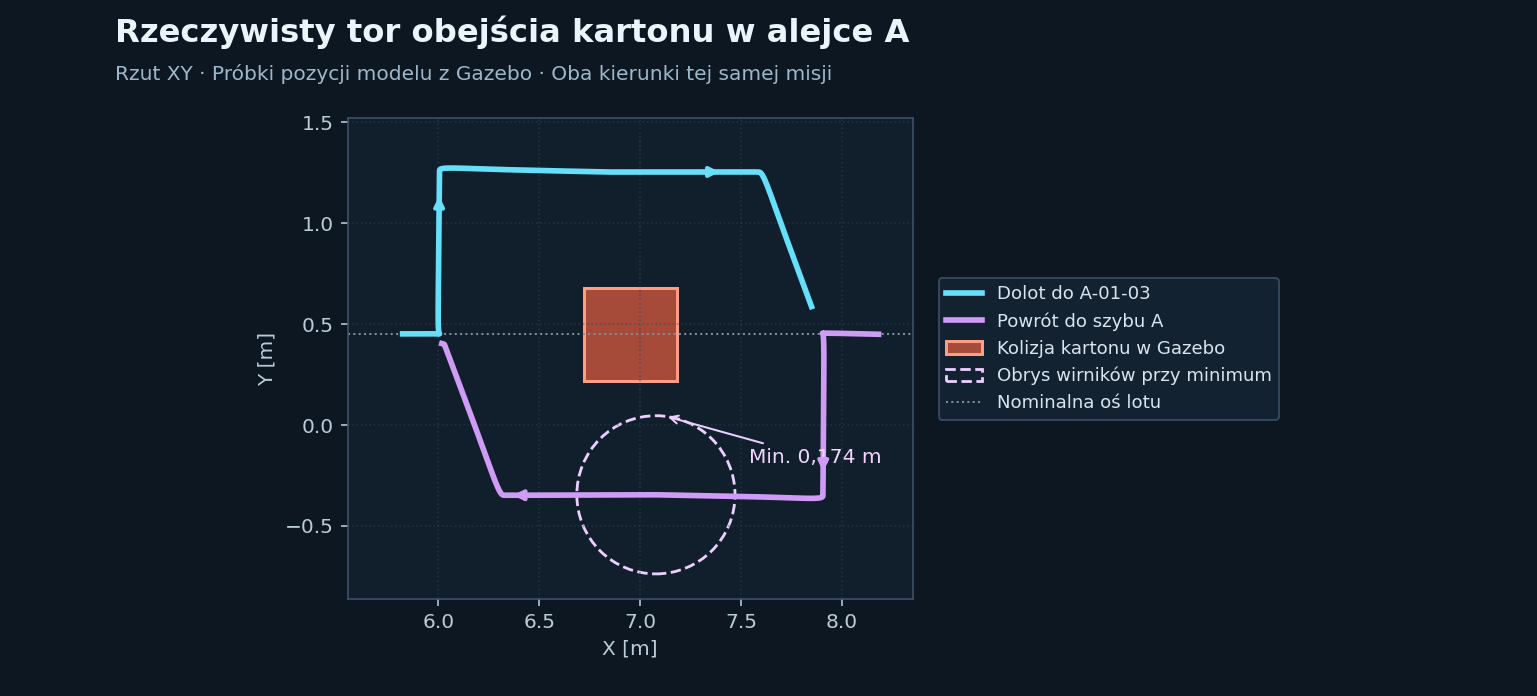 Rzeczywisty tor obejścia kartonu w alejce A
Rzut XY · Próbki pozycji modelu z Gazebo · Oba kierunki tej samej misji
1.5
1.0
0.5
0.0
−0.5
Y [m]
Min. 0,174 m
6.0 6.5 7.0 7.5 8.0
X [m]
Dolot do A-01-03
Powrót do szybu A
Kolizja kartonu w Gazebo
Obrys wirników przy minimum
Nominalna oś lotu